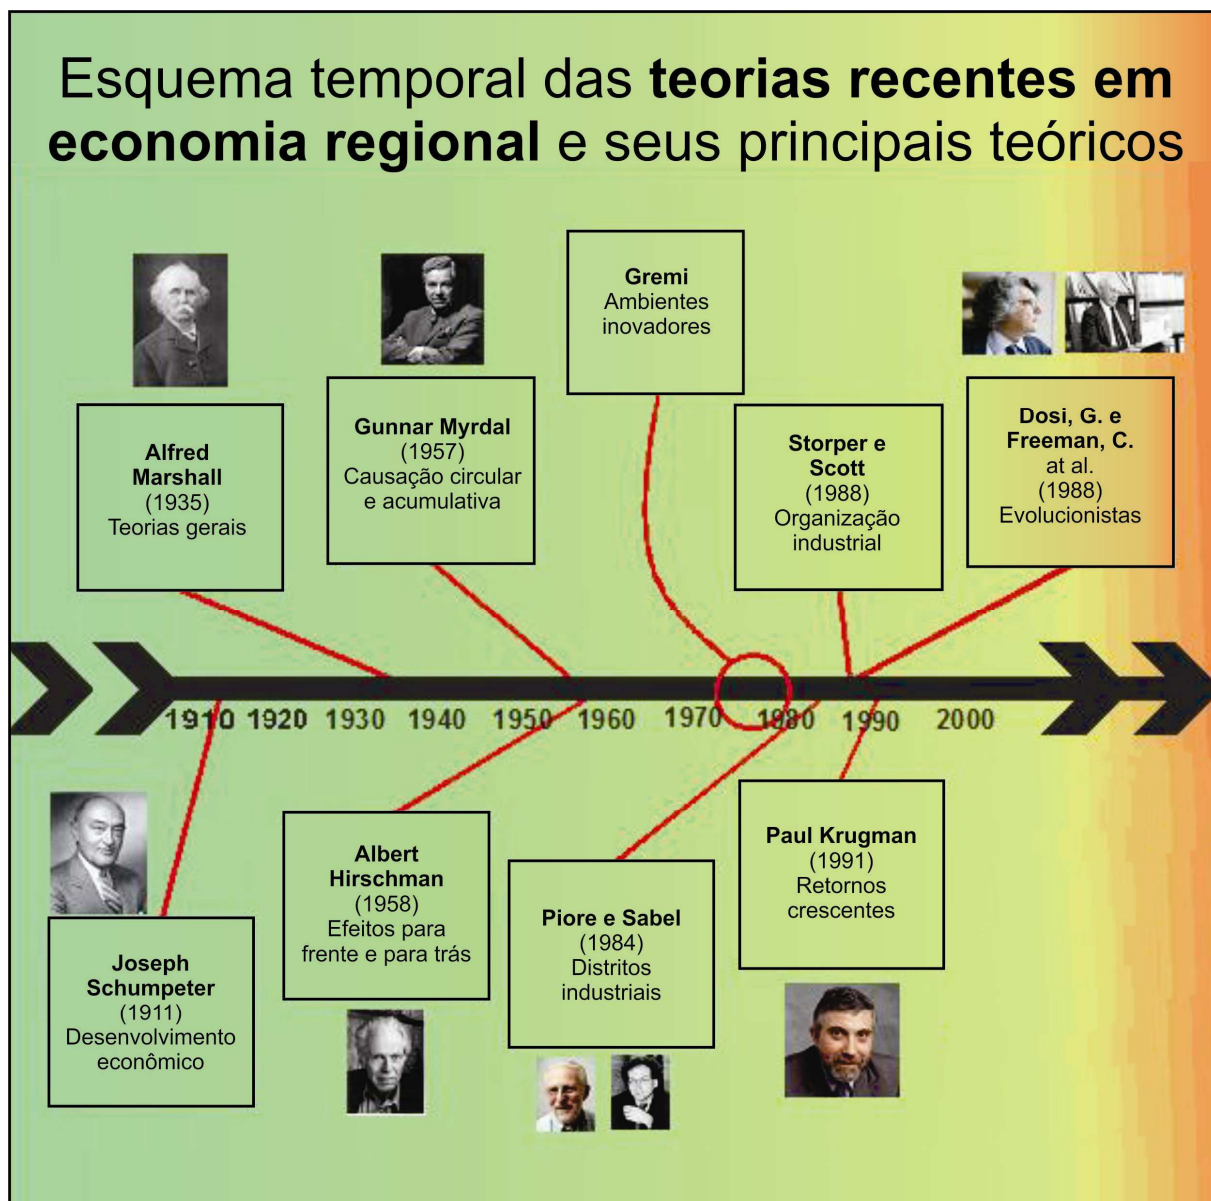 Esquema temporal das teorias recentes em
economia regional e seus principais teóricos
Alfred
Marshall
(1935)
Teorias gerais
Gunnar Myrdal
(1957)
Causação circular
e acumulativa
Gremi
Ambientes
inovadores
Storper e
Scott
(1988)
Organização
industrial
Dosi, G. e
Freeman, C.
at al.
(1988)
Evolucionistas
1910 1920 1930 1940 1950 1960 1970 1980 1990 2000
Joseph
Schumpeter
(1911)
Desenvolvimento
econômico
Albert
Hirschman
(1958)
Efeitos para
frente e para trás
Piore e Sabel
(1984)
Distritos
industriais
Paul Krugman
(1991)
Retornos
crescentes